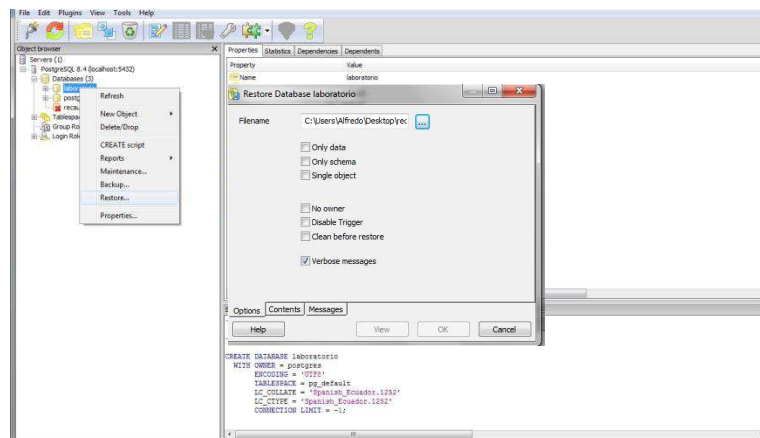 File Edit Plugins View Tools Help
Object browser
Servers (1)
PostgreSQL 8.4 (localhost:5432)
Databases (3)
Tablespa
Group Ro
Login Role
Refresh
New Object
Delete/Drop
CREATE script
Reports
Maintenance...
Backup...
Restore...
Properties...
Properties Statistics Dependencies Dependents
Property Value
Name laboratorio
Restore Database laboratorio
Filename C:\Users\Alfredo\Desktop\rec ...
Only data
Only schema
Single object
No owner
Disable Trigger
Clean before restore
Verbose messages
Options Contents Messages
Help View OK Cancel
CREATE DATABASE laboratorio
WITH OWNER = postgres
ENCODING = 'UTF8'
TABLESPACE = pg_default
LC_COLLATE = 'Spanish_Ecuador.1252'
LC_CTYPE = 'Spanish_Ecuador.1252'
CONNECTION LIMIT = -1;